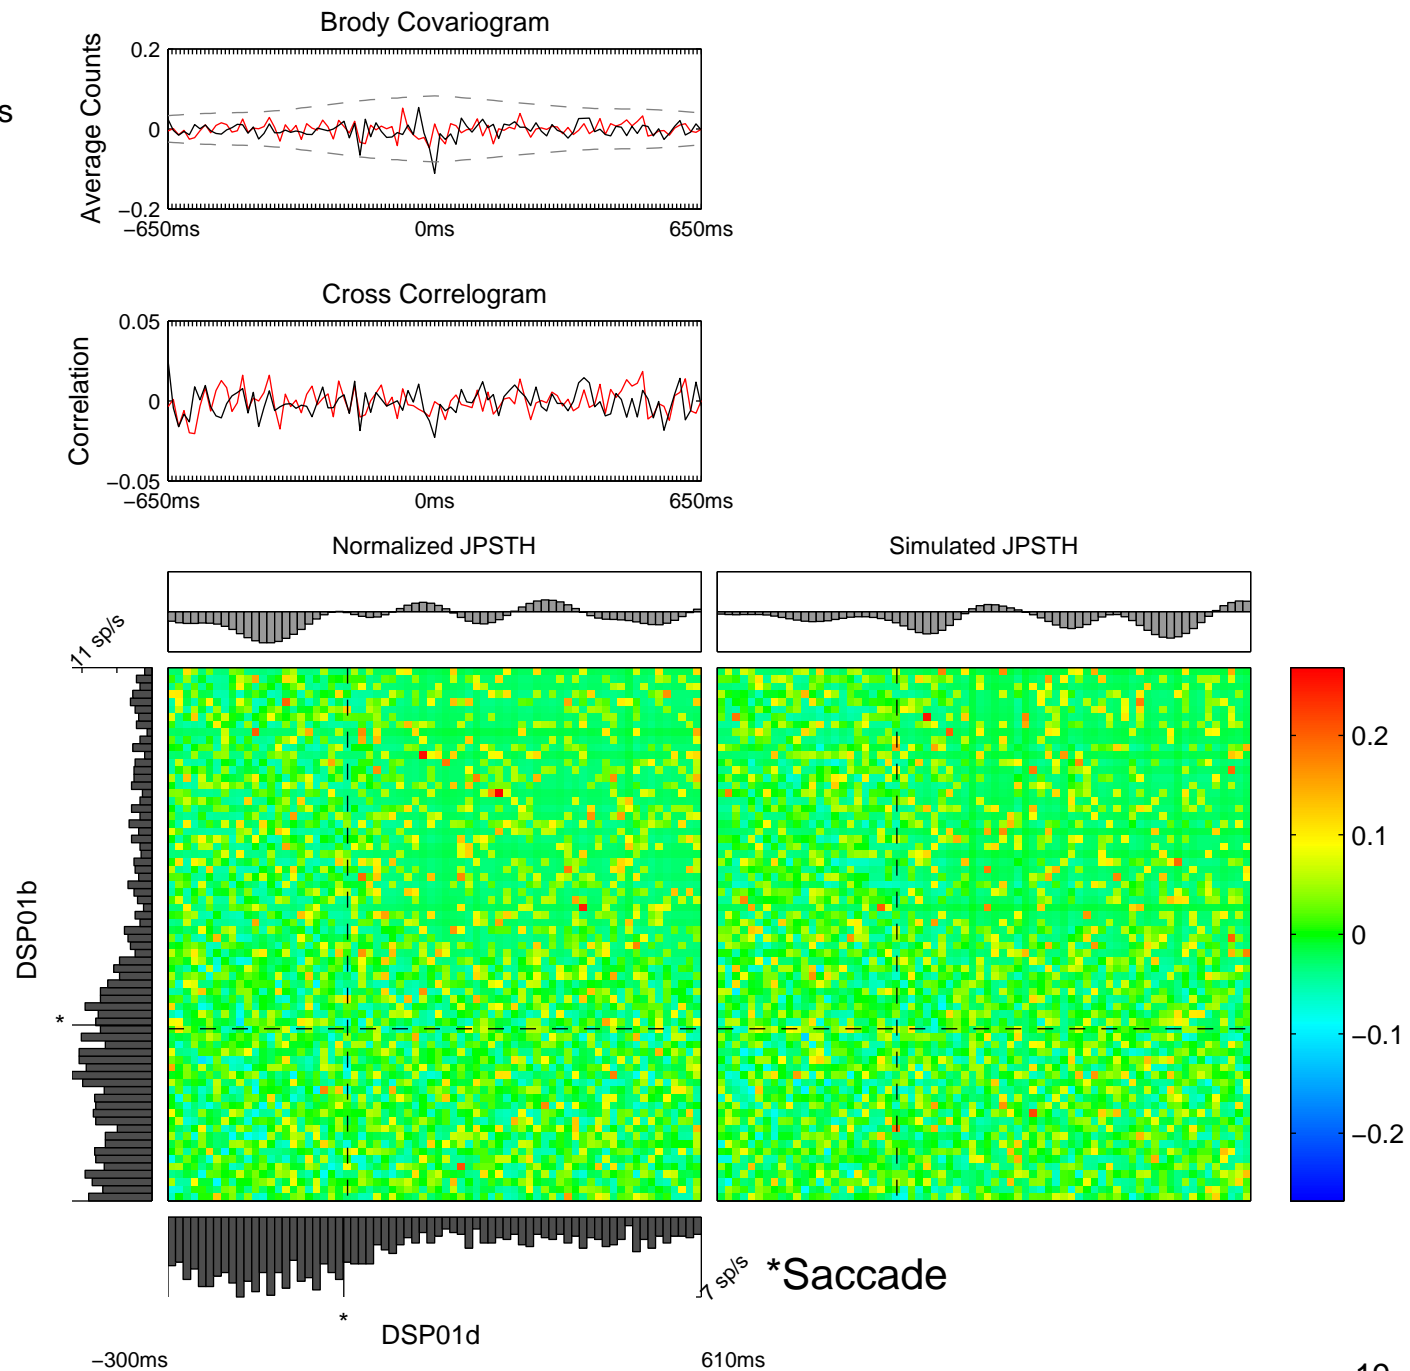 Brody Covariogram
s
Average Counts
0.2
0
−0.2
−650ms 0ms 650ms
Cross Correlogram
Correlation
0.05
0
−0.05
−650ms 0ms 650ms
Normalized JPSTH
Simulated JPSTH
11 sp/s
DSP01b
*
0.2
0.1
0
−0.1
−0.2
7 sp/s
*Saccade
*
DSP01d
−300ms 610ms